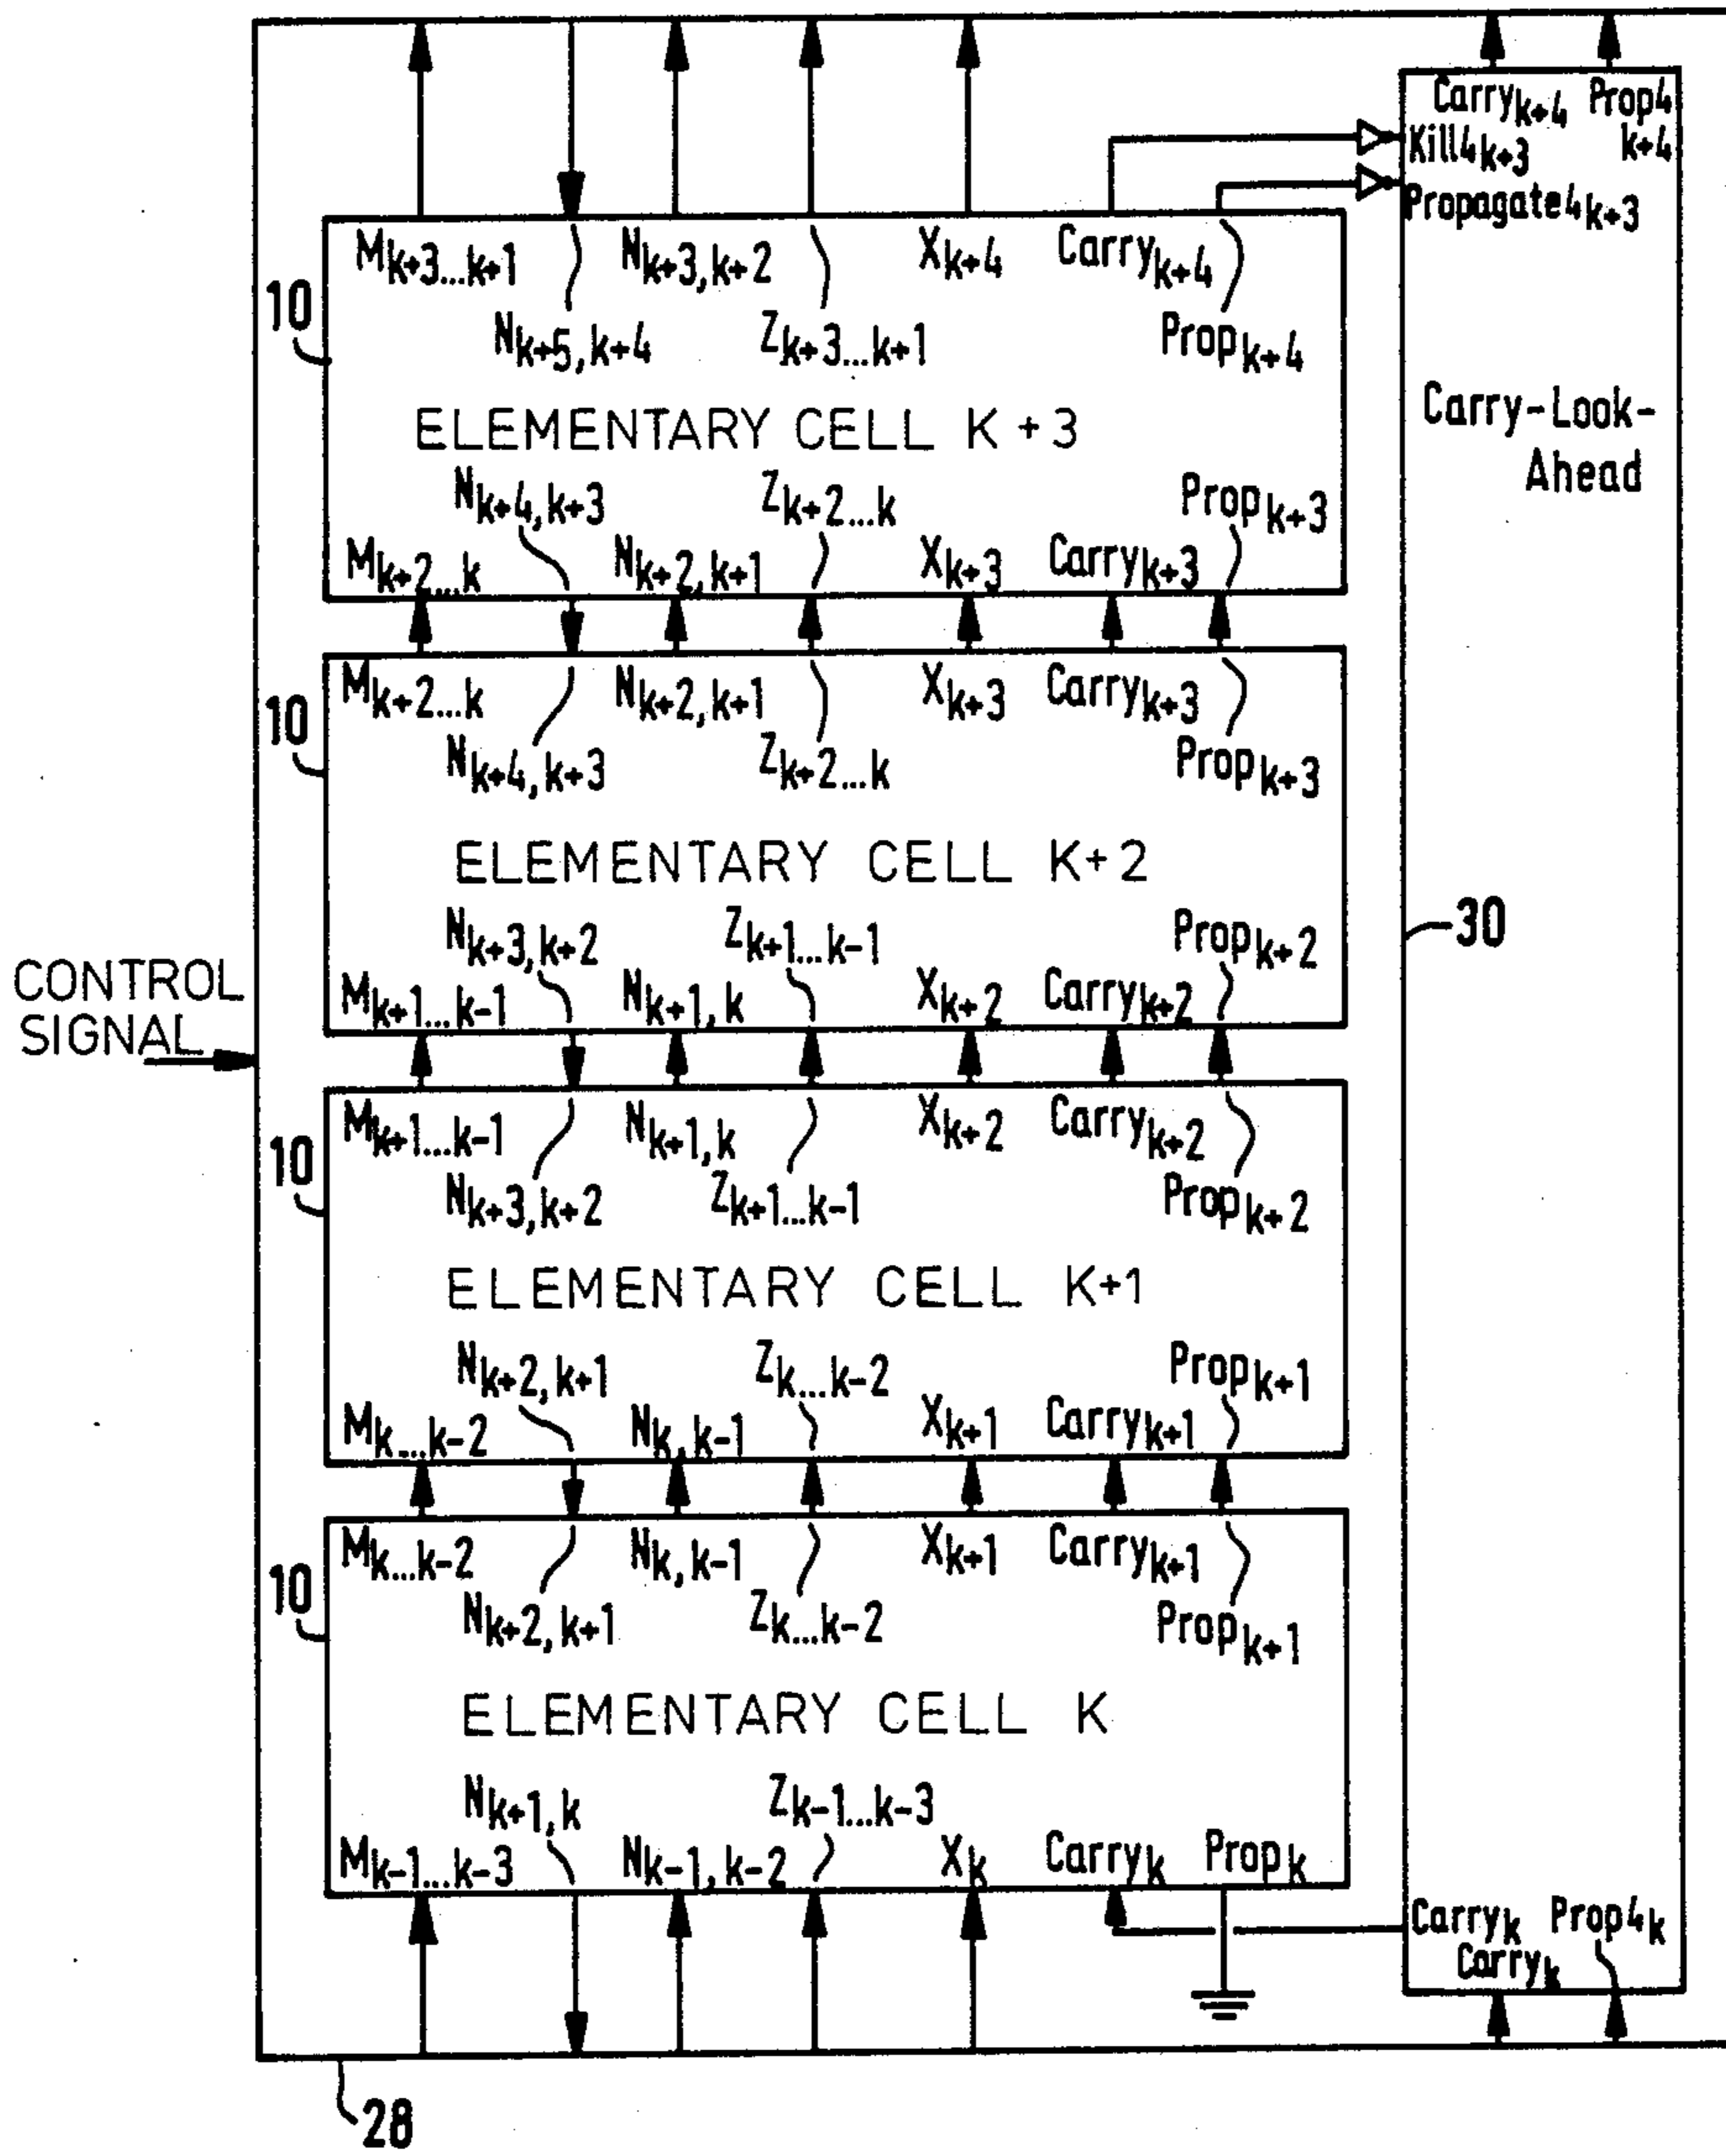 Carry k+4 Prop4 k+4
Kill4 k+3
Propagate4 k+3
M k+3...k+1 N k+3, k+2 X k+4 Carry k+4
10
N k+5, k+4 Z k+3...k+1 Prop k+4
ELEMENTARY CELL K+3
Carry-Look-
Ahead
N k+4, k+3 Z k+2...k Prop k+3
M k+2...k N k+2, k+1 X k+3 Carry k+3
M k+2...k N k+2, k+1 X k+3 Carry k+3
10
N k+4, k+3 Z k+2...k Prop k+3
ELEMENTARY CELL K+2
30
N k+3, k+2 Z k+1...k-1 Prop k+2
CONTROL
SIGNAL
M k+1...k-1 N k+1, k X k+2 Carry k+2
M k+1...k-1 N k+1, k X k+2 Carry k+2
10
N k+3, k+2 Z k+1...k-1 Prop k+2
ELEMENTARY CELL K+1
N k+2, k+1 Z k...k-2 Prop k+1
M k...k-2 N k, k-1 X k+1 Carry k+1
M k...k-2 N k, k-1 X k+1 Carry k+1
10
N k+2, k+1 Z k...k-2 Prop k+1
ELEMENTARY CELL K
N k+1, k Z k-1...k-3
M k-1...k-3 N k-1, k-2 X k Carry k Prop k
Carry k Prop4 k
Carry k
28